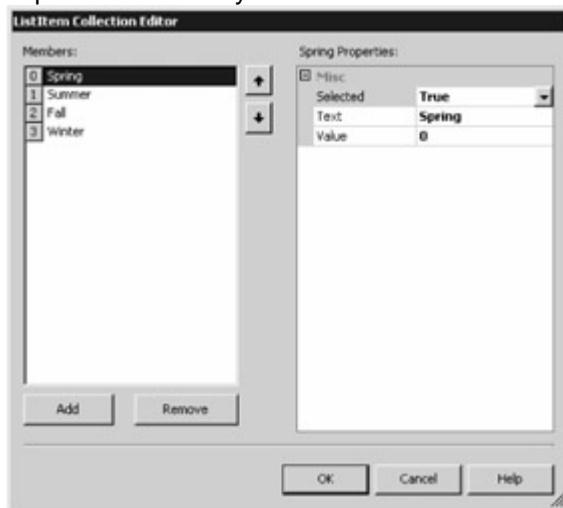 ListItem Collection Editor
Members:
0 Spring
1 Summer
2 Fall
3 Winter
Add Remove
Spring Properties:
Misc
Selected True
Text Spring
Value 0
OK Cancel Help